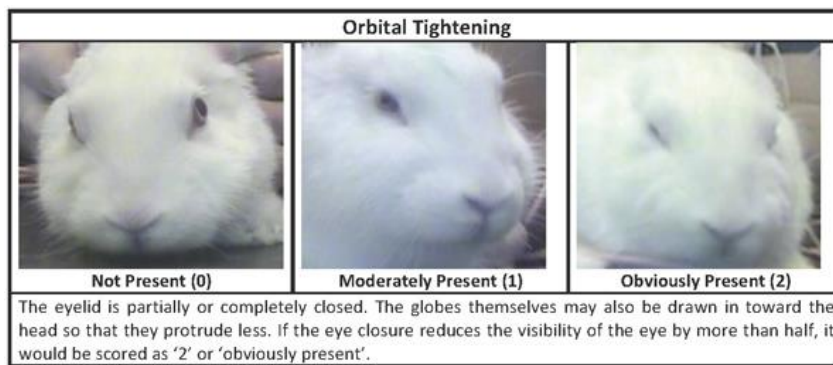 Orbital Tightening
Not Present (0)
Moderately Present (1)
Obviously Present (2)
The eyelid is partially or completely closed. The globes themselves may also be drawn in toward the
head so that they protrude less. If the eye closure reduces the visibility of the eye by more than half, it
would be scored as ‘2’ or ‘obviously present’.